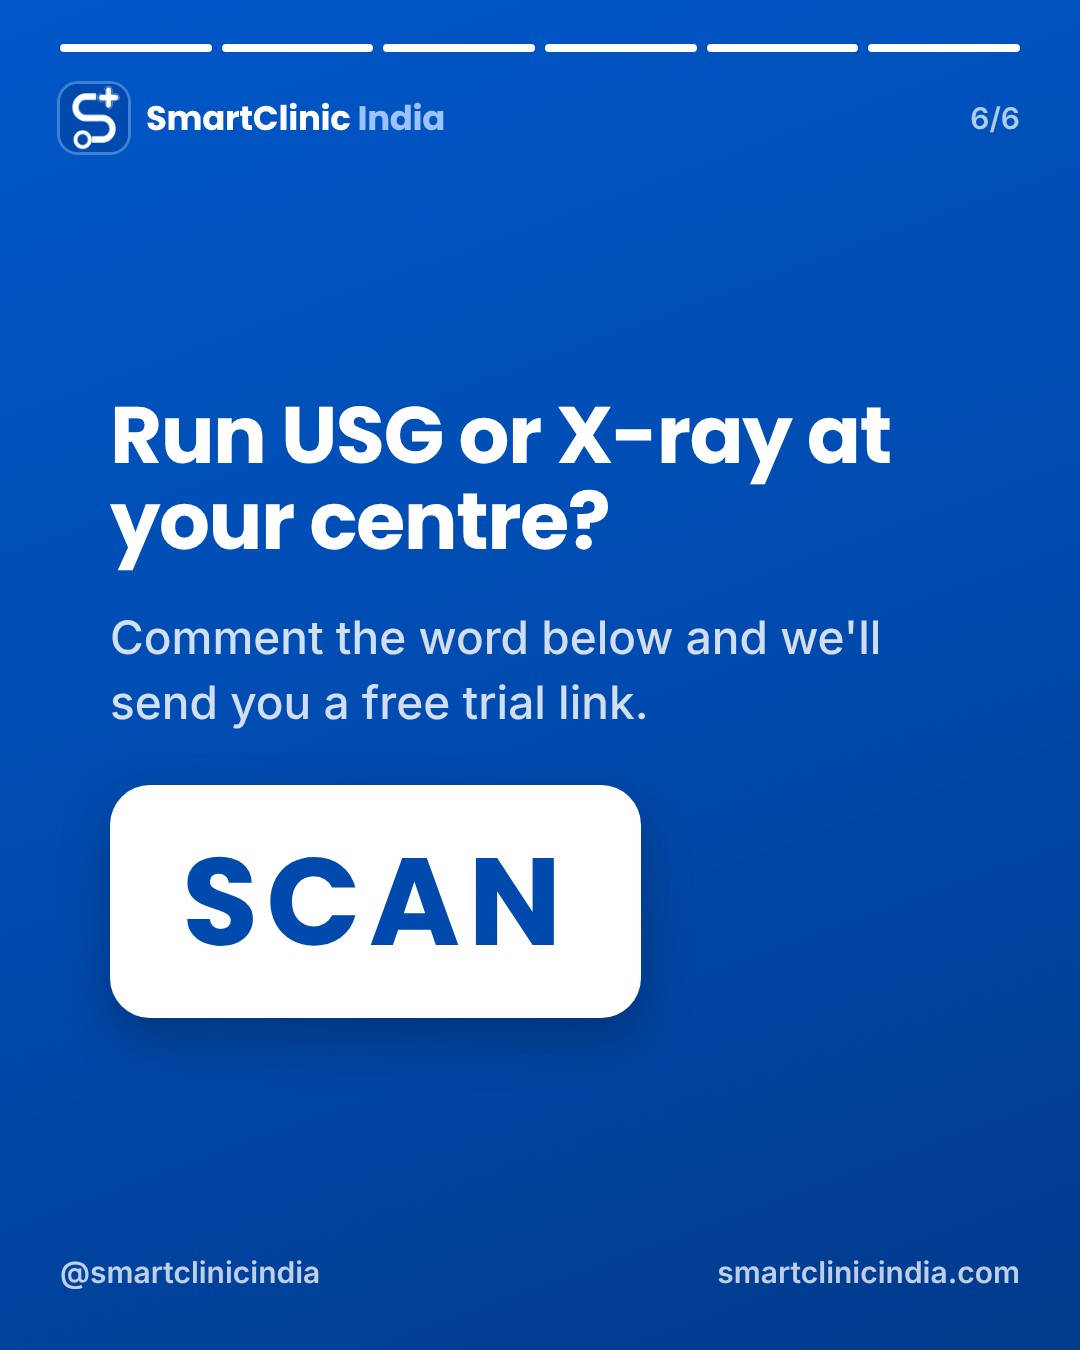 SmartClinic India
6/6
Run USG or X-ray at
your centre?
Comment the word below and we'll
send you a free trial link.
SCAN
@smartclinicindia
smartclinicindia.com